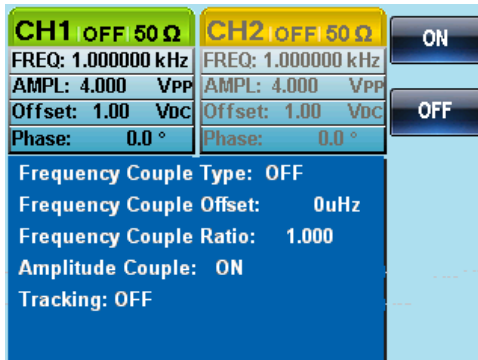 CH1 OFF 50 Ω
FREQ: 1.000000 kHz
AMPL: 4.000 VPP
Offset: 1.00 VDC
Phase: 0.0 °
CH2 OFF 50 Ω
FREQ: 1.000000 kHz
AMPL: 4.000 VPP
Offset: 1.00 VDC
Phase: 0.0 °
ON
OFF
Frequency Couple Type: OFF
Frequency Couple Offset: 0uHz
Frequency Couple Ratio: 1.000
Amplitude Couple: ON
Tracking: OFF